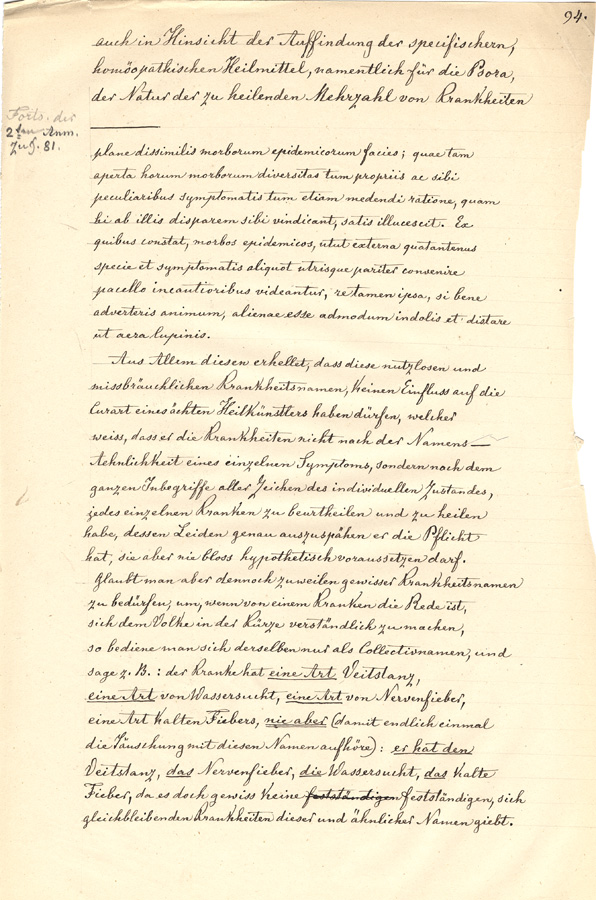 94.
auch in Hinsicht der Auffindung der specifischern,
homöopathischen Heilmittel, namentlich für die Psora,
der Natur der zu heilenden Mehrzahl von Krankheiten
Forts. der
2ten Anm.
zu §. 81.
plane dissimilis morborum epidemicorum facies; quae tam
aperta horum morborum diversitas tum propriis ac sibi
peculiaribus symptomatis tum etiam medendi ratione, quam
hi ab illis disparem sibi vindicant, satis illucescit. Ex
quibus constat, morbos epidemicos, utut externa quatantenus
specie et symptomatis aliquot utrisque pariter convenire
pacello incautioribus videantur, re tamen ipsa, si bene
adverteris animum, alienae esse admodum indolis et distare
ut aera lupinis.
Aus Allem diesen erhellet, dass diese nutzlosen und
missbräuchlichen Krankheitsnamen, keinen Einfluss auf die
Curart eines ächten Heilkünstlers haben dürfen, welcher
weiss, dass er die Krankheiten nicht nach der Namens-
Aehnlichkeit eines einzelnen Symptoms, sondern nach dem
ganzen Inbegriffe aller Zeichen des individuellen Zustandes,
jedes einzelnen Kranken zu beurtheilen und zu heilen
habe, dessen Leiden genau auszuspähen er die Pflicht
hat, sie aber nie bloss hypothetisch voraussetzen darf.
Glaubt man aber dennoch zuweilen gewisser Krankheitsnamen
zu bedürfen, um, wenn von einem Kranken die Rede ist,
sich dem Volke in der Kürze verständlich zu machen,
so bediene man sich derselben nur als Collectivnamen, und
sage z. B.: der Kranke hat eine Art Veitstanz,
eine Art von Wassersucht, eine Art von Nervenfieber,
eine Art kalten Fiebers, nie aber (damit endlich einmal
die Täuschung mit diesen Namen aufhöre): er hat den
Veitstanz, das Nervenfieber, die Wassersucht, das kalte
Fieber, da es doch gewiss keine festständigen festständigen, sich
gleichbleibenden Krankheiten dieser und ähnlicher Namen giebt.